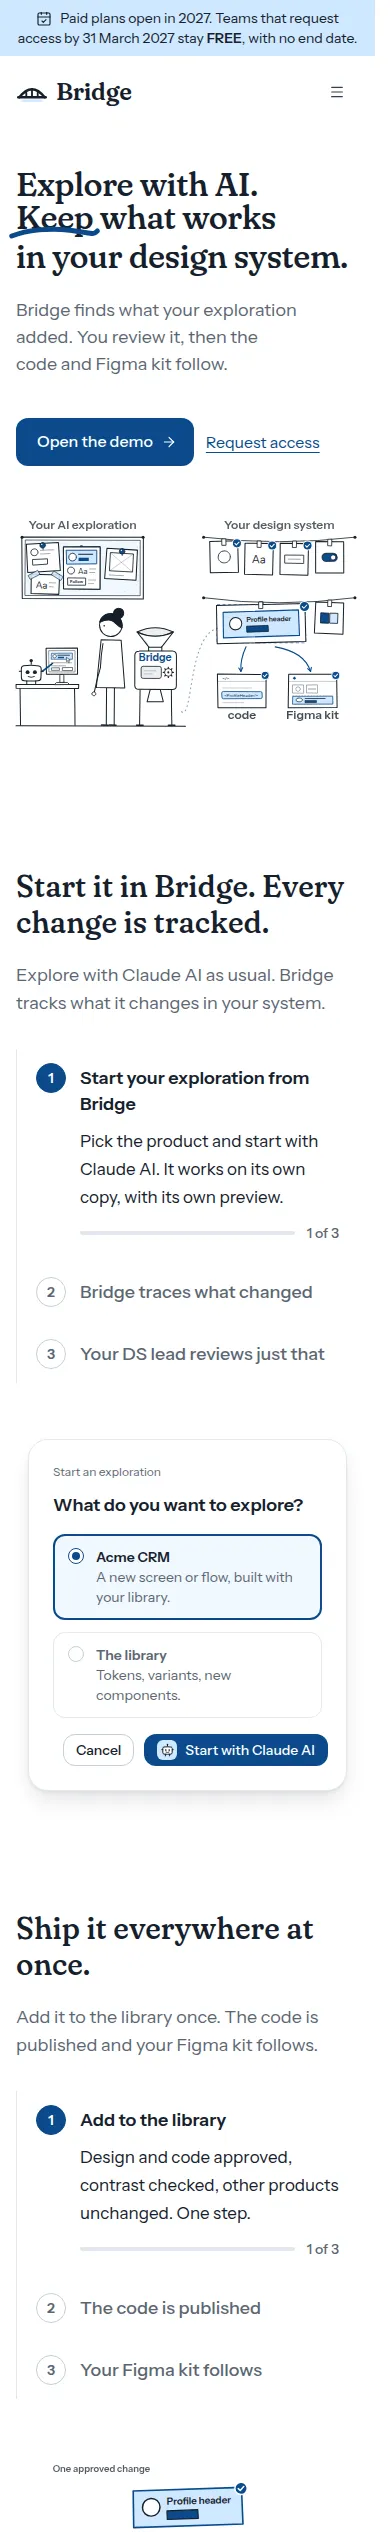 Paid plans open in 2027. Teams that request
access by 31 March 2027 stay FREE, with no end date.
Bridge
Explore with AI.
Keep what works
in your design system.
Bridge finds what your exploration
added. You review it, then the
code and Figma kit follow.
Open the demo
Request access
Your AI exploration
Your design system
Aa
Follow
Aa
Aa
Profile header
Bridge
code
Figma kit
Start it in Bridge. Every
change is tracked.
Explore with Claude AI as usual. Bridge
tracks what it changes in your system.
1
Start your exploration from
Bridge
Pick the product and start with
Claude AI. It works on its own
copy, with its own preview.
1 of 3
2
Bridge traces what changed
3
Your DS lead reviews just that
Start an exploration
What do you want to explore?
Acme CRM
A new screen or flow, built with
your library.
The library
Tokens, variants, new
components.
Cancel
Start with Claude AI
Ship it everywhere at
once.
Add it to the library once. The code is
published and your Figma kit follows.
1
Add to the library
Design and code approved,
contrast checked, other products
unchanged. One step.
1 of 3
2
The code is published
3
Your Figma kit follows
One approved change
Profile header